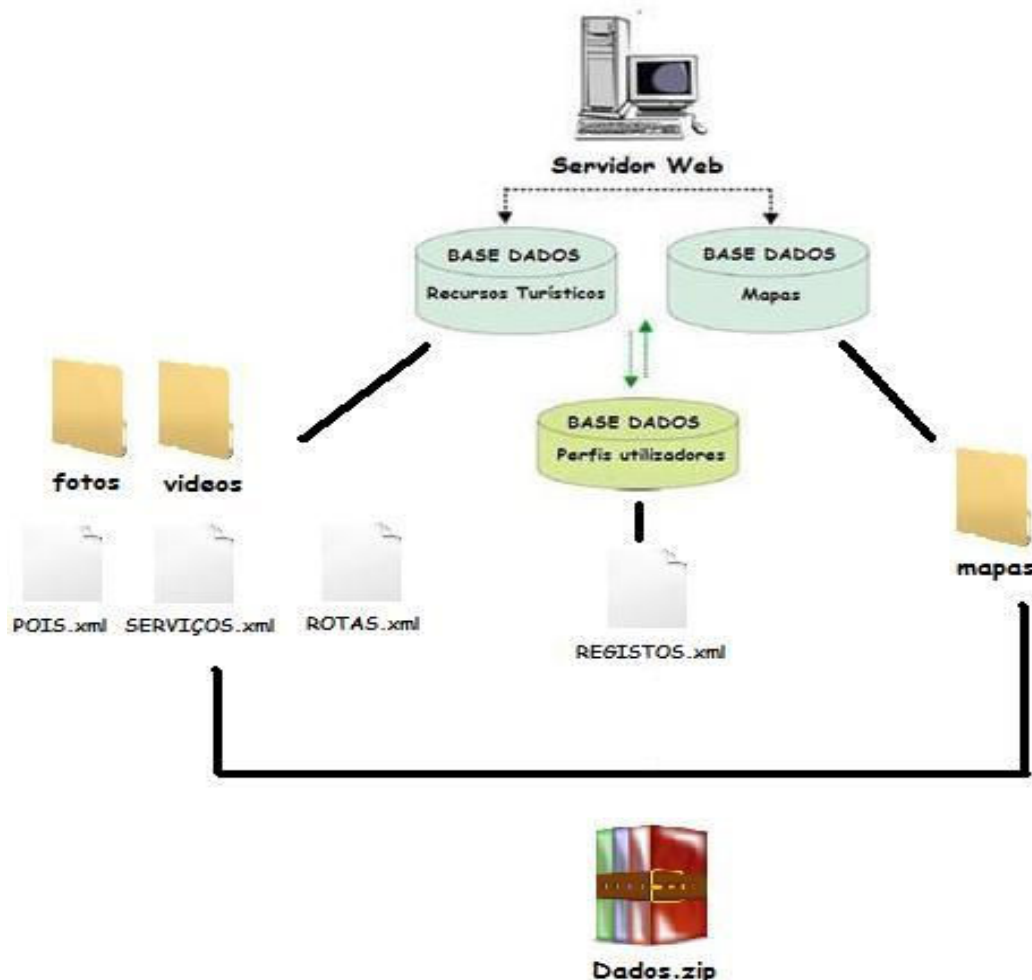 Servidor Web
BASE DADOS
Recursos Turísticos
BASE DADOS
Mapas
BASE DADOS
Perfis utilizadores
fotos
videos
mapas
POIS.xml
SERVIÇOS.xml
ROTAS.xml
REGISTOS.xml
Dados.zip